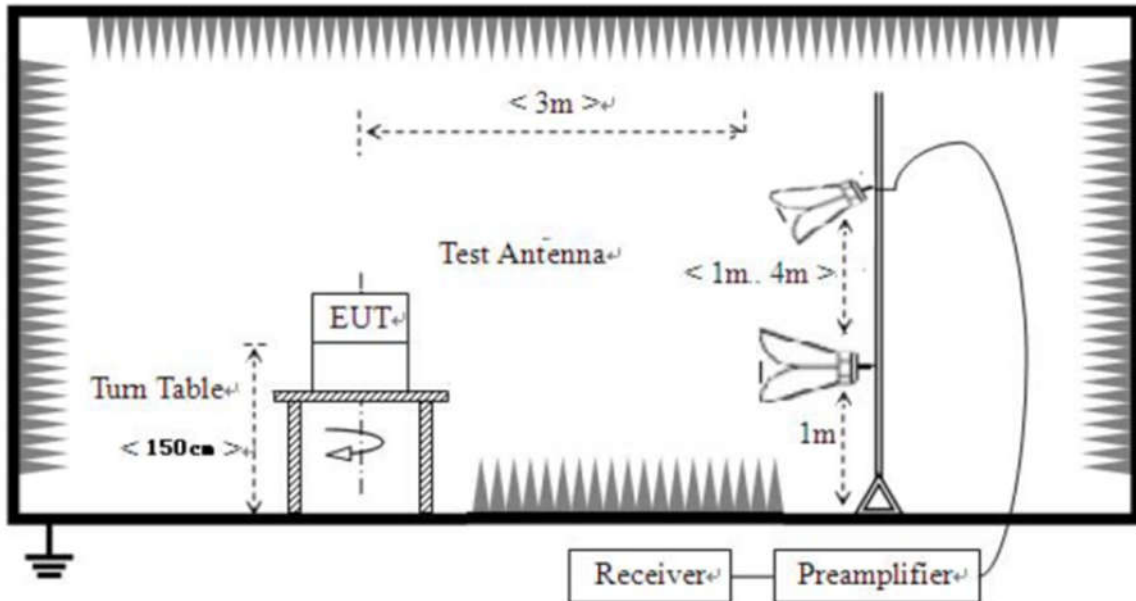 < 3m >↵
Test Antenna↵
< 1m.. 4m >↵
EUT↵
Turn Table↵
< 150cm >↵
1m
Receiver↵
Preamplifier↵